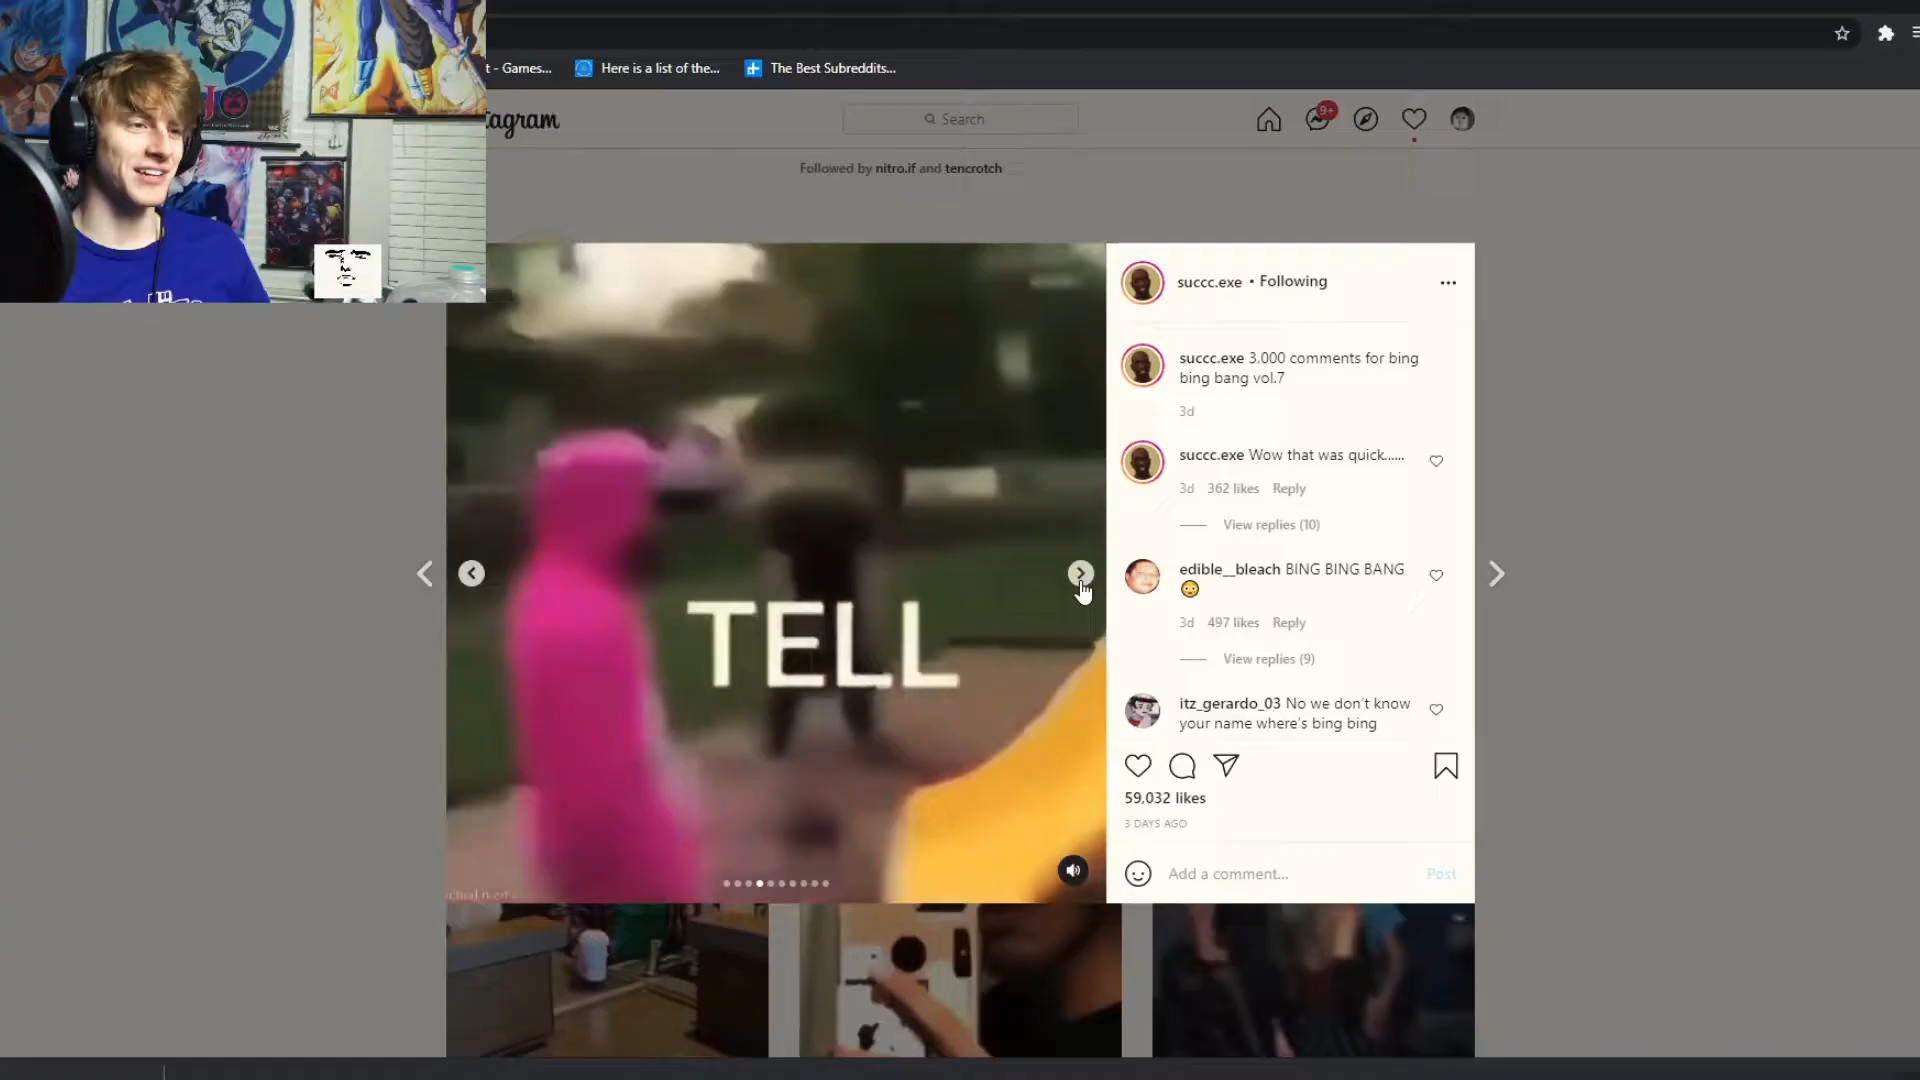 t - Games...
Here is a list of the...
The Best Subreddits...
tagram
Search
9+
Followed by nitro.if and tencrotch
succc.exe • Following
succc.exe 3,000 comments for bing
bing bang vol.7
3d
succc.exe Wow that was quick......
3d 362 likes Reply
View replies (10)
edible__bleach BING BING BANG
3d 497 likes Reply
View replies (9)
itz_gerardo_03 No we don't know
your name where's bing bing
59,032 likes
3 DAYS AGO
Add a comment... Post
TELL